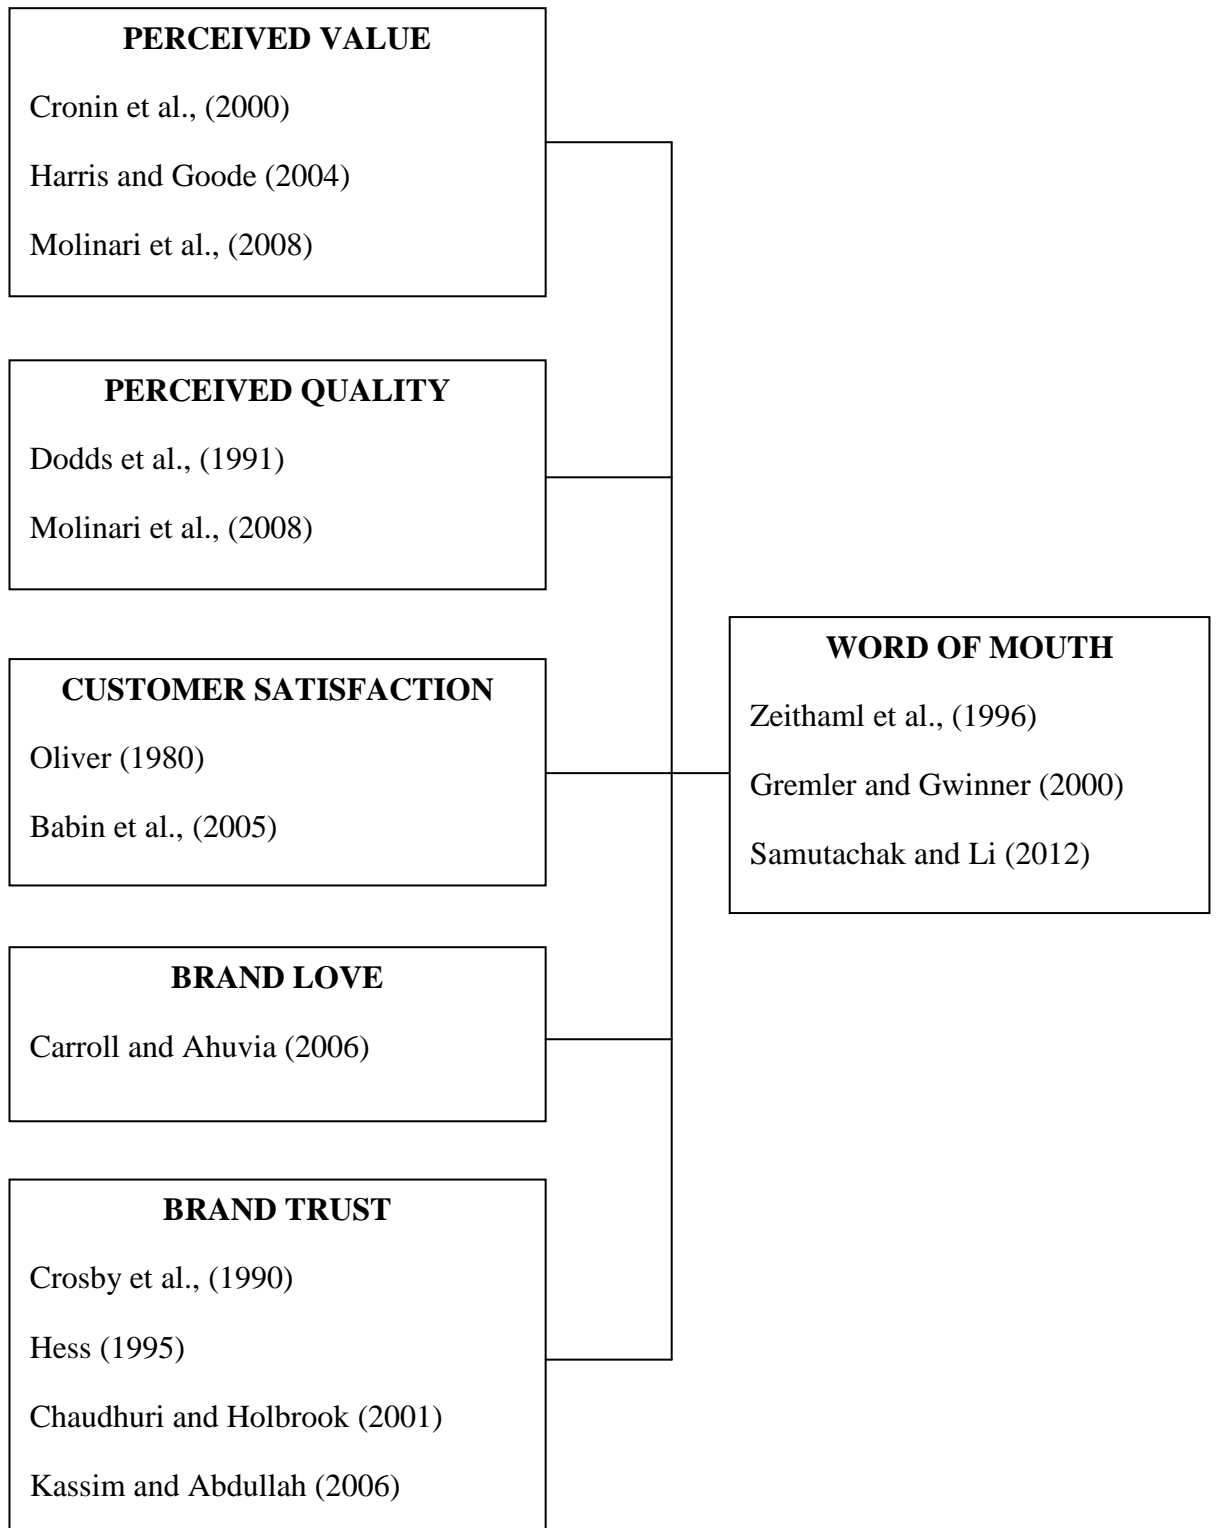 PERCEIVED VALUE
Cronin et al., (2000)
Harris and Goode (2004)
Molinari et al., (2008)
PERCEIVED QUALITY
Dodds et al., (1991)
Molinari et al., (2008)
CUSTOMER SATISFACTION
Oliver (1980)
Babin et al., (2005)
BRAND LOVE
Carroll and Ahuvia (2006)
BRAND TRUST
Crosby et al., (1990)
Hess (1995)
Chaudhuri and Holbrook (2001)
Kassim and Abdullah (2006)
WORD OF MOUTH
Zeithaml et al., (1996)
Gremler and Gwinner (2000)
Samutachak and Li (2012)